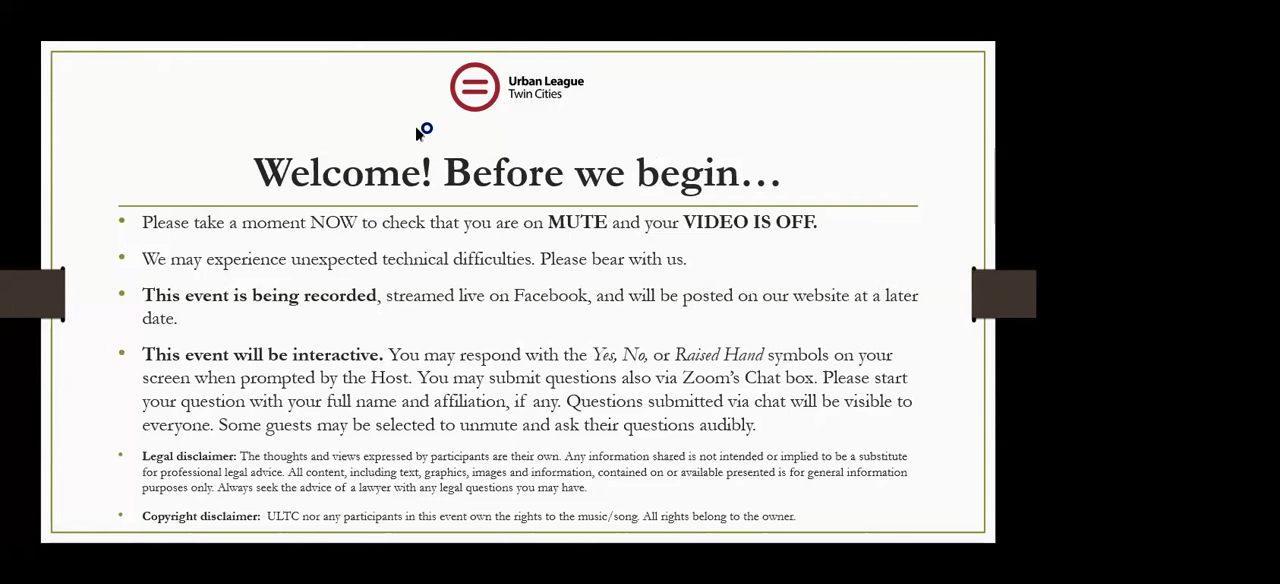 Urban League
Twin Cities
Welcome! Before we begin…
• Please take a moment NOW to check that you are on MUTE and your VIDEO IS OFF.
• We may experience unexpected technical difficulties. Please bear with us.
• This event is being recorded, streamed live on Facebook, and will be posted on our website at a later
date.
• This event will be interactive. You may respond with the Yes, No, or Raised Hand symbols on your
screen when prompted by the Host. You may submit questions also via Zoom’s Chat box. Please start
your question with your full name and affiliation, if any. Questions submitted via chat will be visible to
everyone. Some guests may be selected to unmute and ask their questions audibly.
• Legal disclaimer: The thoughts and views expressed by participants are their own. Any information shared is not intended or implied to be a substitute
for professional legal advice. All content, including text, graphics, images and information, contained on or available presented is for general information
purposes only. Always seek the advice of a lawyer with any legal questions you may have.
• Copyright disclaimer: ULTC nor any participants in this event own the rights to the music/song. All rights belong to the owner.